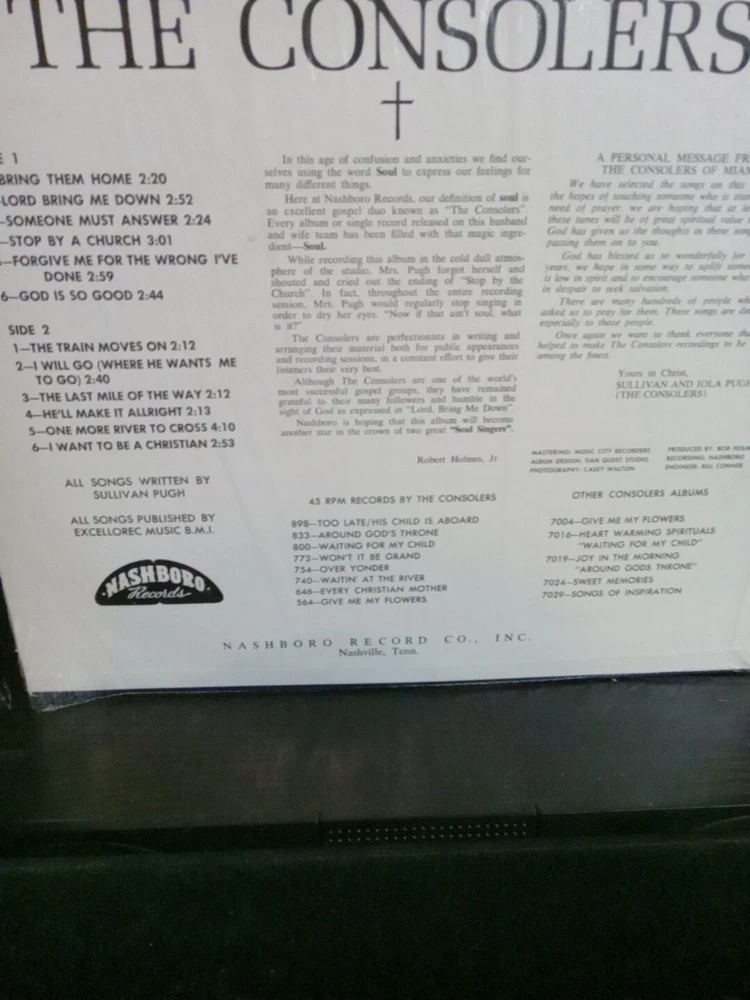 THE CONSOLERS
E 1
BRING THEM HOME 2:20
LORD BRING ME DOWN 2:52
—SOMEONE MUST ANSWER 2:24
—STOP BY A CHURCH 3:01
—FORGIVE ME FOR THE WRONG I'VE
DONE 2:59
6—GOD IS SO GOOD 2:44
SIDE 2
1—THE TRAIN MOVES ON 2:12
2—I WILL GO (WHERE HE WANTS ME
TO GO) 2:40
3—THE LAST MILE OF THE WAY 2:12
4—HE'LL MAKE IT ALLRIGHT 2:13
5—ONE MORE RIVER TO CROSS 4:10
6—I WANT TO BE A CHRISTIAN 2:53
ALL SONGS WRITTEN BY
SULLIVAN PUGH
ALL SONGS PUBLISHED BY
EXCELLOREC MUSIC B.M.I.
NASHBORO
Records
In this age of confusion and anxieties we find our-
selves using the word Soul to express our feelings for
many different things.
Here at Nashboro Records, our definition of soul is
an excellent gospel duo known as "The Consolers".
Every album or single record released on this husband
and wife team has been filled with that magic ingre-
dient—Soul.
While recording this album in the cold dull atmos-
phere of the studio, Mrs. Pugh forgot herself and
shouted and cried out the ending of "Stop by the
Church". In fact, throughout the entire recording
session, Mrs. Pugh would regularly stop singing in
order to dry her eyes. "Now if that ain't soul, what
is it?"
The Consolers are perfectionists in writing and
arranging their material both for public appearances
and recording sessions, in a constant effort to give their
listeners their very best.
Although The Consolers are one of the world's
most successful gospel groups, they have remained
grateful to their many followers and humble in the
sight of God as expressed in "Lord, Bring Me Down".
Nashboro is hoping that this album will become
another star in the crown of two great "Soul Singers".
Robert Holmes, Jr.
45 RPM RECORDS BY THE CONSOLERS
898—TOO LATE/HIS CHILD IS ABOARD
833—AROUND GOD'S THRONE
800—WAITING FOR MY CHILD
772—WON'T IT BE GRAND
754—OVER YONDER
740—WAITIN' AT THE RIVER
646—EVERY CHRISTIAN MOTHER
564—GIVE ME MY FLOWERS
A PERSONAL MESSAGE FR
THE CONSOLERS OF MIAM
We have selected the songs on this
the hopes of touching someone who is
need of prayer. we are hoping that at
these tunes will be of great spiritual value
God has given us the thoughts in these
passing them on to you.
God has blessed us so wonderfully for
years, we hope in some way to uplift
is low in spirit and to encourage someone who
in despair to seek salvation.
There are many hundreds of people
asked us to pray for them. These songs are
especially to those people.
Once again we want to thank everyone
helped to make The Consolers recordings to be
among the finest.
Yours in Christ,
SULLIVAN AND IOLA PUGH
(THE CONSOLERS)
MASTERING: MUSIC CITY RECORDERS
ALBUM DESIGN: DAN QUEST STUDIO
PHOTOGRAPHY: CASEY WALTON
PRODUCED BY: BOB HOLM
RECORDING: NASHBORO
ENGINEER: BILL CONNER
OTHER CONSOLERS ALBUMS
7004—GIVE ME MY FLOWERS
7016—HEART WARMING SPIRITUALS
"WAITING FOR MY CHILD"
7019—JOY IN THE MORNING
"AROUND GODS THRONE"
7024—SWEET MEMORIES
7029—SONGS OF INSPIRATION
NASHBORO RECORD CO., INC.
Nashville, Tenn.